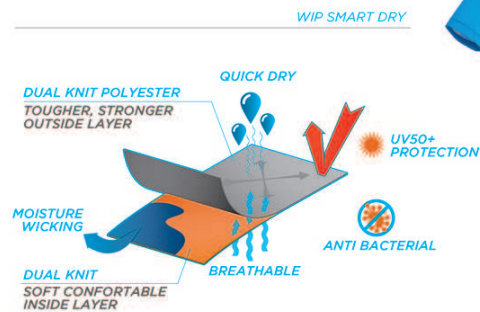 WIP SMART DRY
QUICK DRY
DUAL KNIT POLYESTER
TOUGHER, STRONGER
OUTSIDE LAYER
UV50+
PROTECTION
MOISTURE
WICKING
ANTI BACTERIAL
BREATHABLE
DUAL KNIT
SOFT CONFORTABLE
INSIDE LAYER